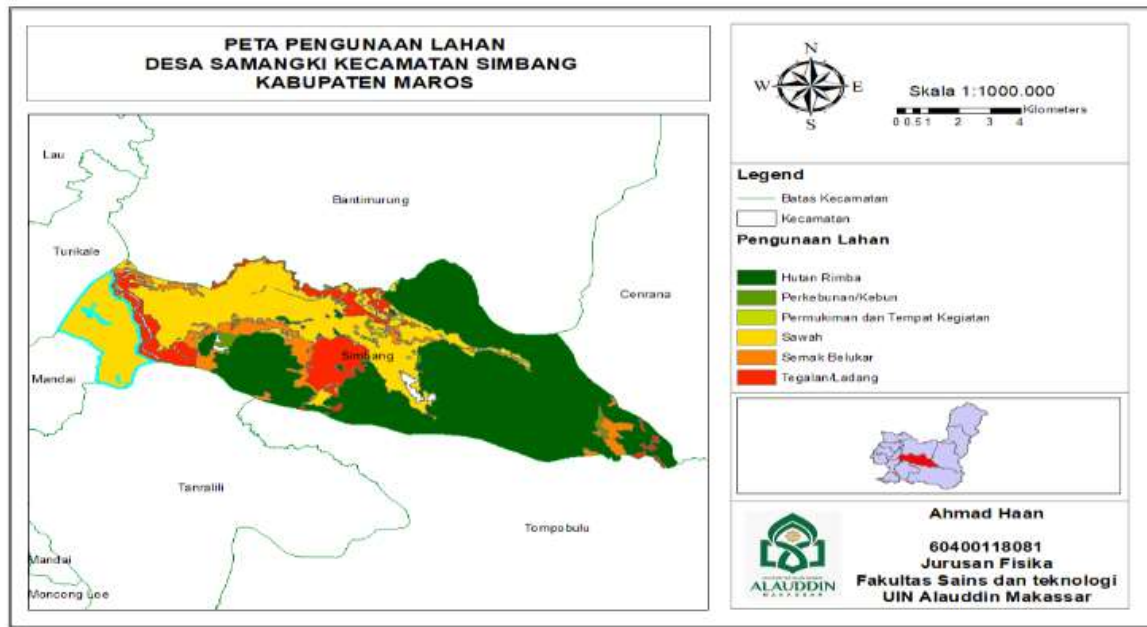 PETA PENGUNAAN LAHAN
DESA SAMANGKI KECAMATAN SIMBANG
KABUPATEN MAROS
Lau
Bantimurung
Turikale
Cenrana
Simbang
Mandai
Tanralili
Tompobulu
Mandai
Moncong Loe
N
W E
S
Skala 1:1000.000
Kilometers
0 0.5 1 2 3 4
Legend
Batas Kecamatan
Kecamatan
Pengunaan Lahan
Hutan Rimba
Perkebunan/Kebun
Permukiman dan Tempat Kegiatan
Sawah
Semak Belukar
Tegalan/Ladang
ALAUDDIN
MAKASSAR
Ahmad Haan
60400118081
Jurusan Fisika
Fakultas Sains dan teknologi
UIN Alauddin Makassar